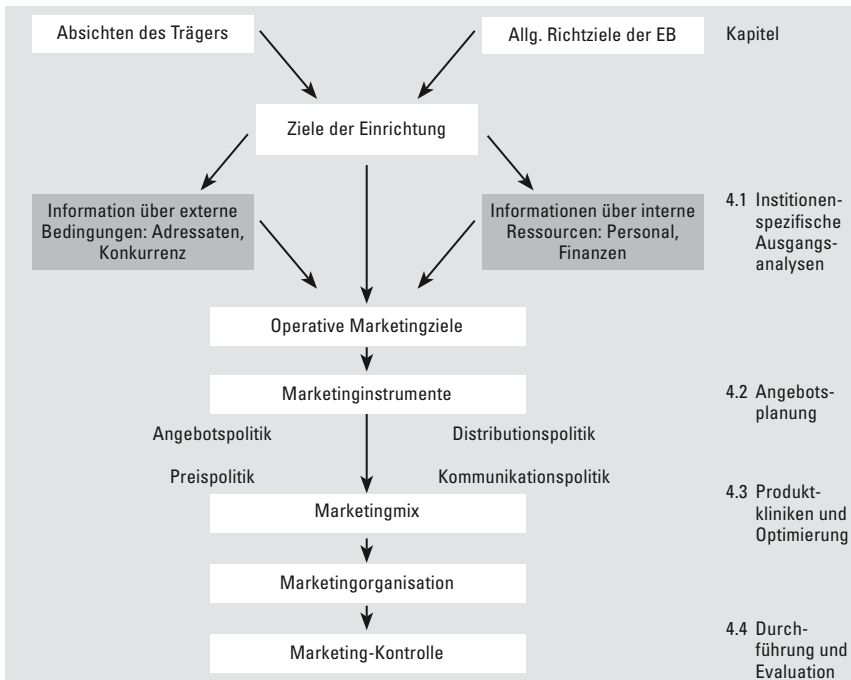 Absichten des Trägers
Allg. Richtziele der EB
Kapitel
Ziele der Einrichtung
Information über externe
Bedingungen: Adressaten,
Konkurrenz
Informationen über interne
Ressourcen: Personal,
Finanzen
4.1 Institionen-
spezifische
Ausgangs-
analysen
Operative Marketingziele
Marketinginstrumente
4.2 Angebots-
planung
Angebotspolitik
Distributionspolitik
Preispolitik
Kommunikationspolitik
Marketingmix
4.3 Produkt-
kliniken und
Optimierung
Marketingorganisation
Marketing-Kontrolle
4.4 Durch-
führung und
Evaluation